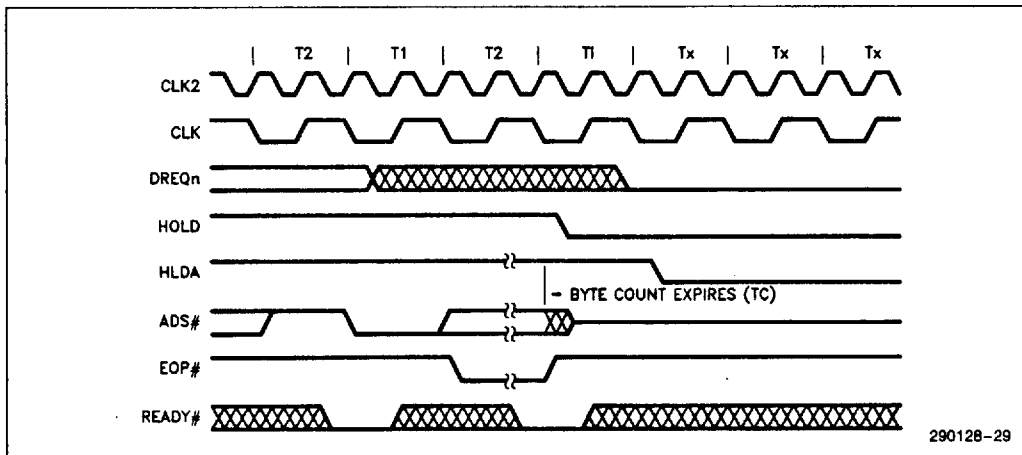 T2 T1 T2 TI Tx Tx Tx
CLK2
CLK
DREQn
HOLD
HLDA
BYTE COUNT EXPIRES (TC)
ADS#
EOP#
READY#
290128-29